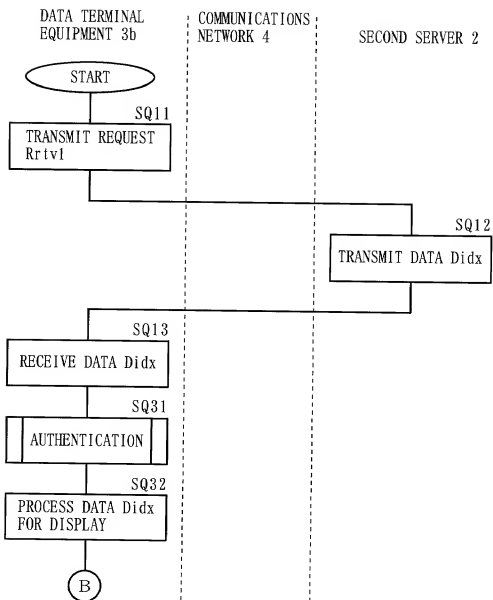 DATA TERMINAL
EQUIPMENT 3b
COMMUNICATIONS
NETWORK 4
SECOND SERVER 2
START
SQ11
TRANSMIT REQUEST
Rrtv1
SQ12
TRANSMIT DATA Didx
SQ13
RECEIVE DATA Didx
SQ31
AUTHENTICATION
SQ32
PROCESS DATA Didx
FOR DISPLAY
B